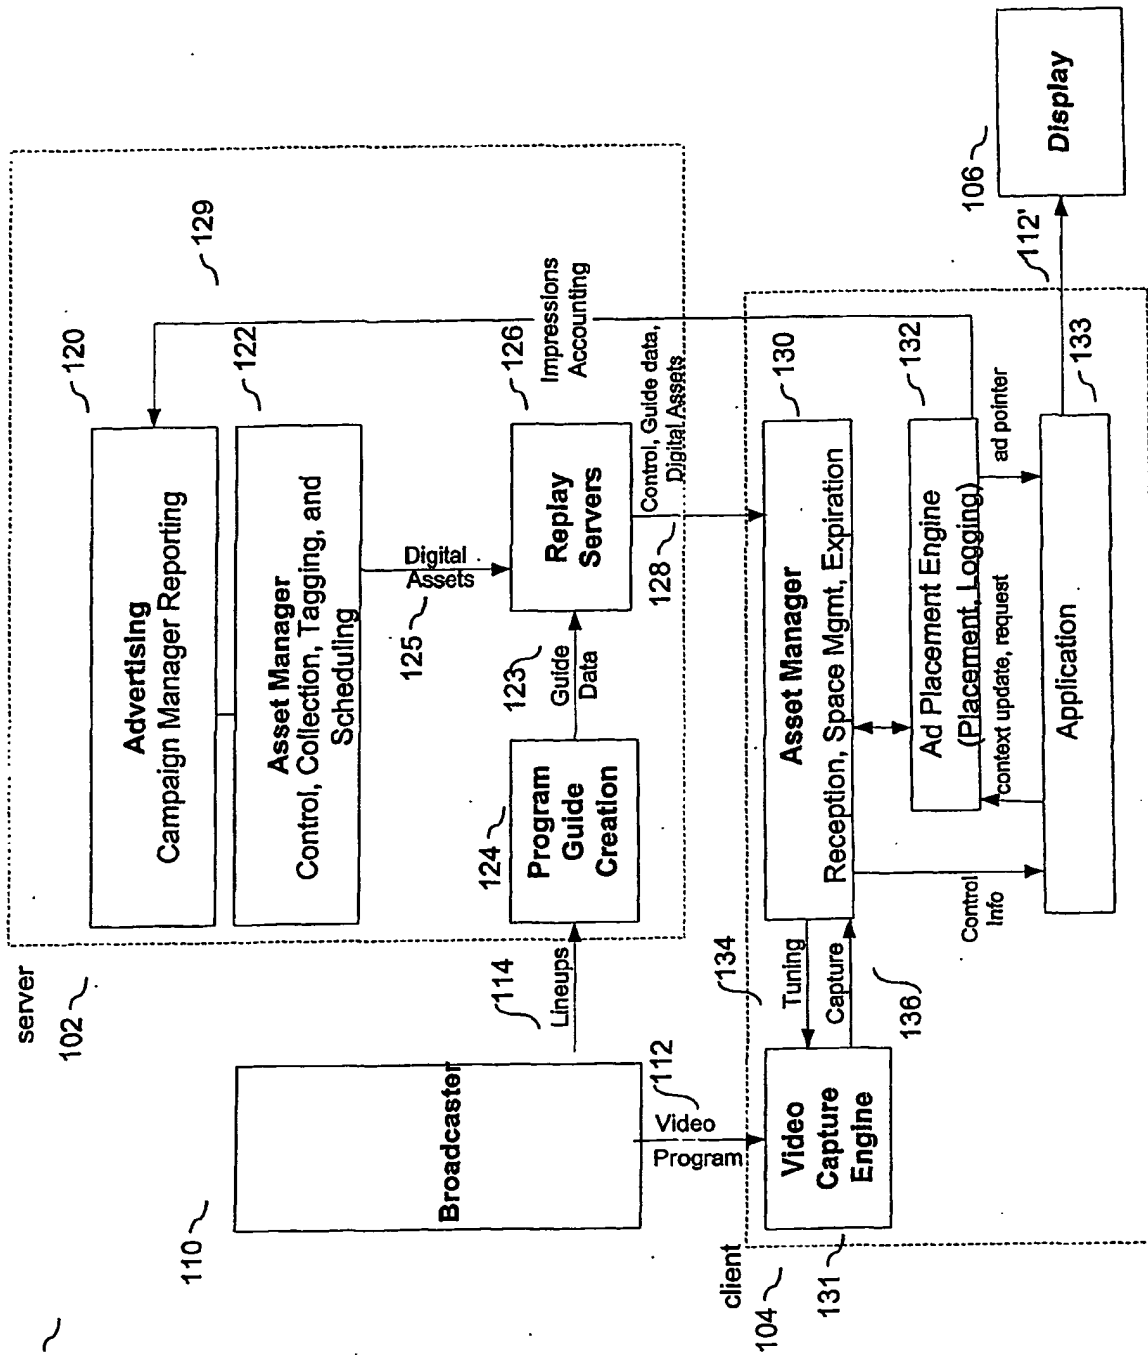 server
102
120
Advertising
Campaign Manager Reporting
129
122
Asset Manager
Control, Collection, Tagging, and
Scheduling
Digital
Assets
125
110
Broadcaster
114
Lineups
124
Program
Guide
Creation
123
Guide
Data
126
Replay
Servers
Impressions
Accounting
Control, Guide data,
Digital Assets
128
112
Video
Program
client
104
131
Video
Capture
Engine
134
Tuning
Capture
136
130
Asset Manager
Reception, Space Mgmt, Expiration
132
Ad Placement Engine
(Placement, Logging)
Control
Info
context update, request
ad pointer
133
Application
112'
106
Display